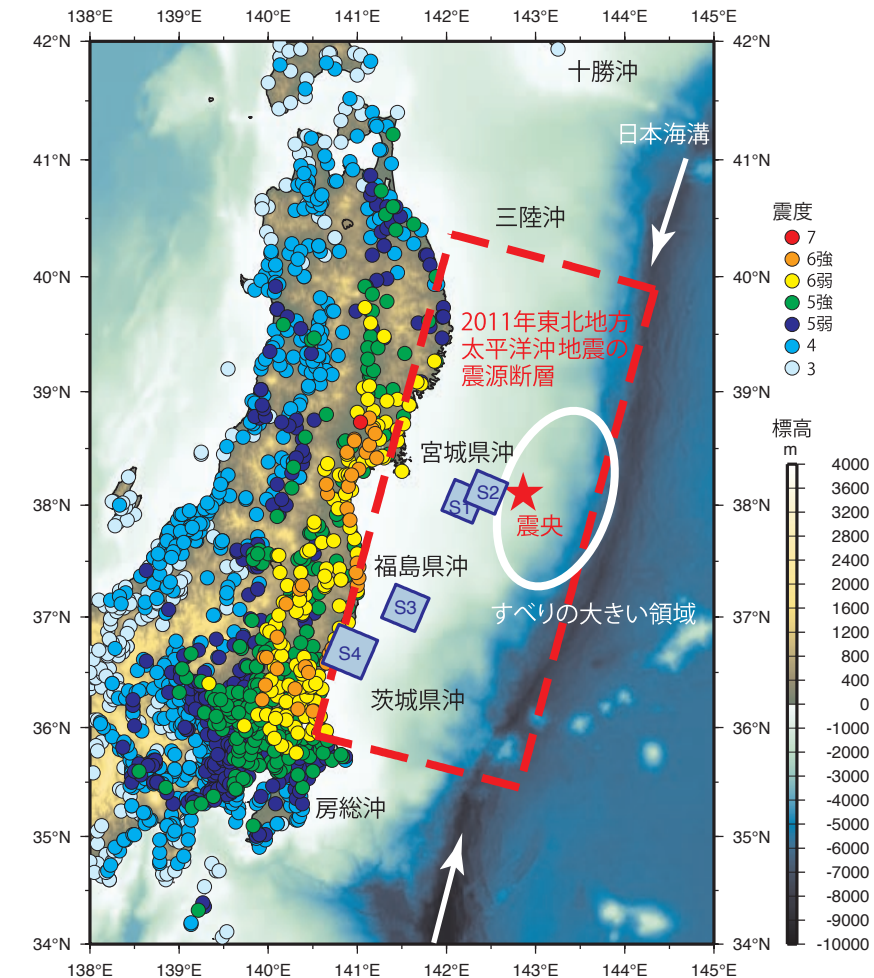 138°E 139°E 140°E 141°E 142°E 143°E 144°E 145°E
42°N 42°N
十勝沖
日本海溝
41°N 41°N
三陸沖
40°N 40°N
2011年東北地方
太平洋沖地震の
震源断層
39°N 39°N
宮城県沖
38°N 38°N
S1
S2
震央
福島県沖
S3
すべりの大きい領域
37°N 37°N
S4
茨城県沖
36°N 36°N
房総沖
35°N 35°N
34°N 34°N
138°E 139°E 140°E 141°E 142°E 143°E 144°E 145°E
震度
7
6強
6弱
5強
5弱
4
3
標高
m
4000
3600
3200
2800
2400
2000
1600
1200
800
400
0
-1000
-2000
-3000
-4000
-5000
-6000
-7000
-8000
-9000
-10000